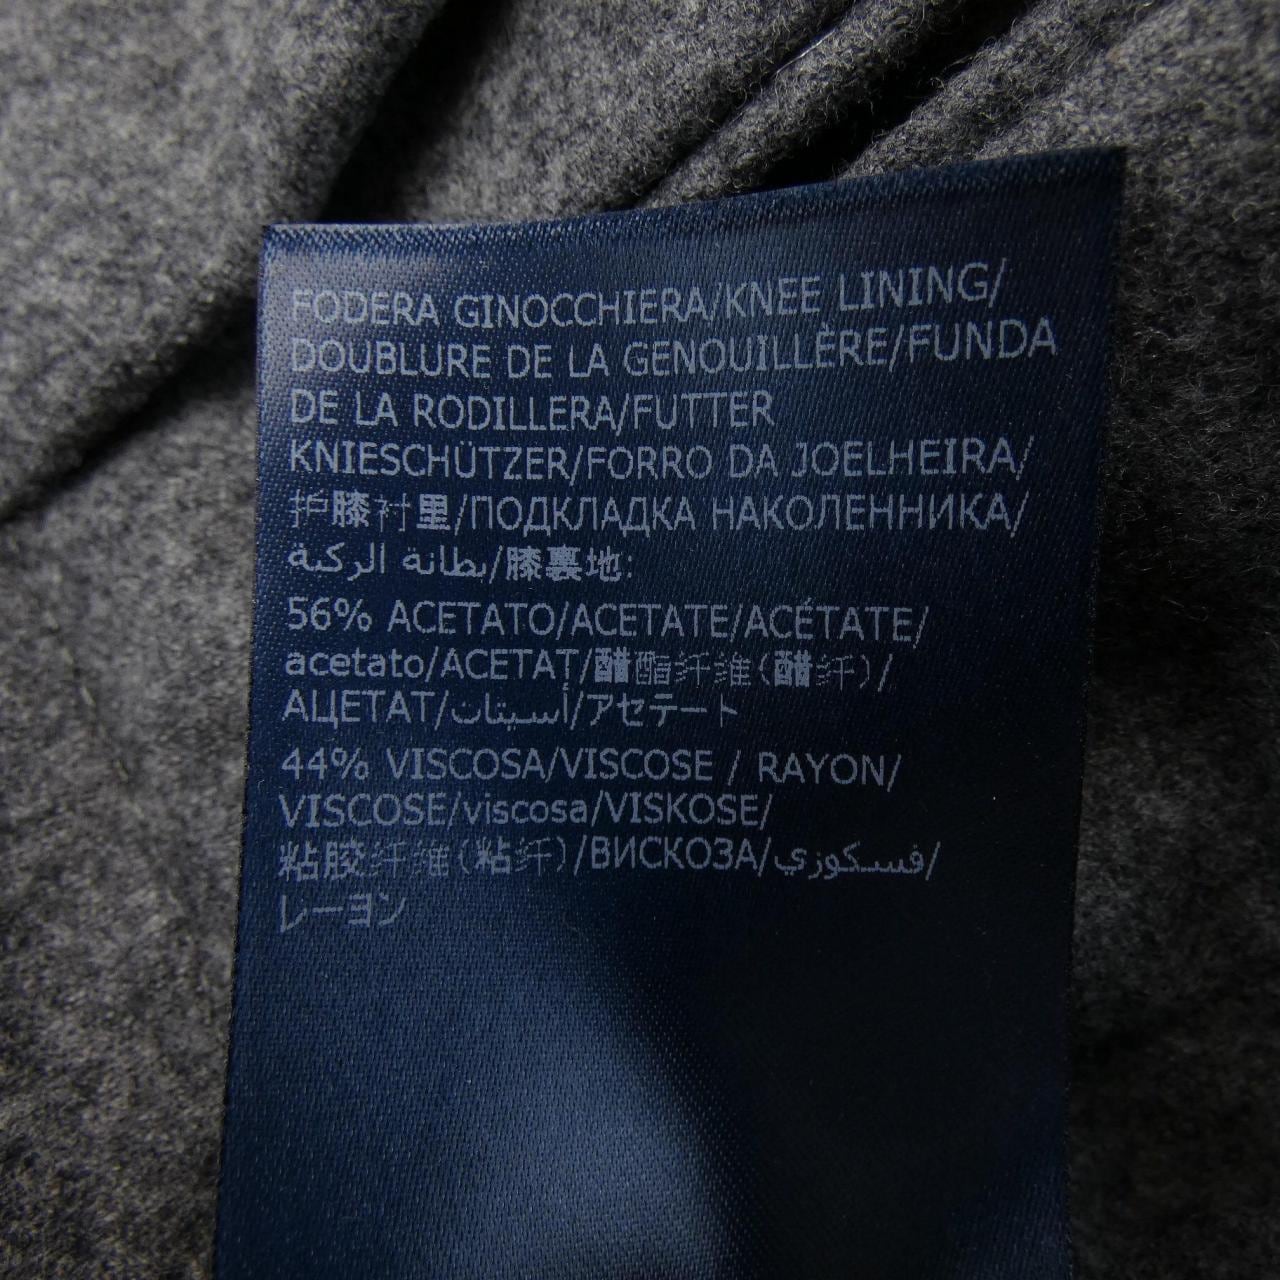 FODERA GINOCCHIERA/KNEE LINING/
DOUBLURE DE LA GENOUILLÈRE/FUNDA
DE LA RODILLERA/FUTTER
KNIESCHÜTZER/FORRO DA JOELHEIRA/
护膝衬里/ПОДКЛАДКА НАКОЛЕННИКА/
بطانة الركبة/膝裏地:
56% ACETATO/ACETATE/ACÉTATE/
acetato/ACETAT/醋酯纤维(醋纤)/
АЦЕТАТ/أسيتات/アセテート
44% VISCOSA/VISCOSE / RAYON/
VISCOSE/viscosa/VISKOSE/
粘胶纤维(粘纤)/ВИСКОЗА/فسكوزي/
レーヨン